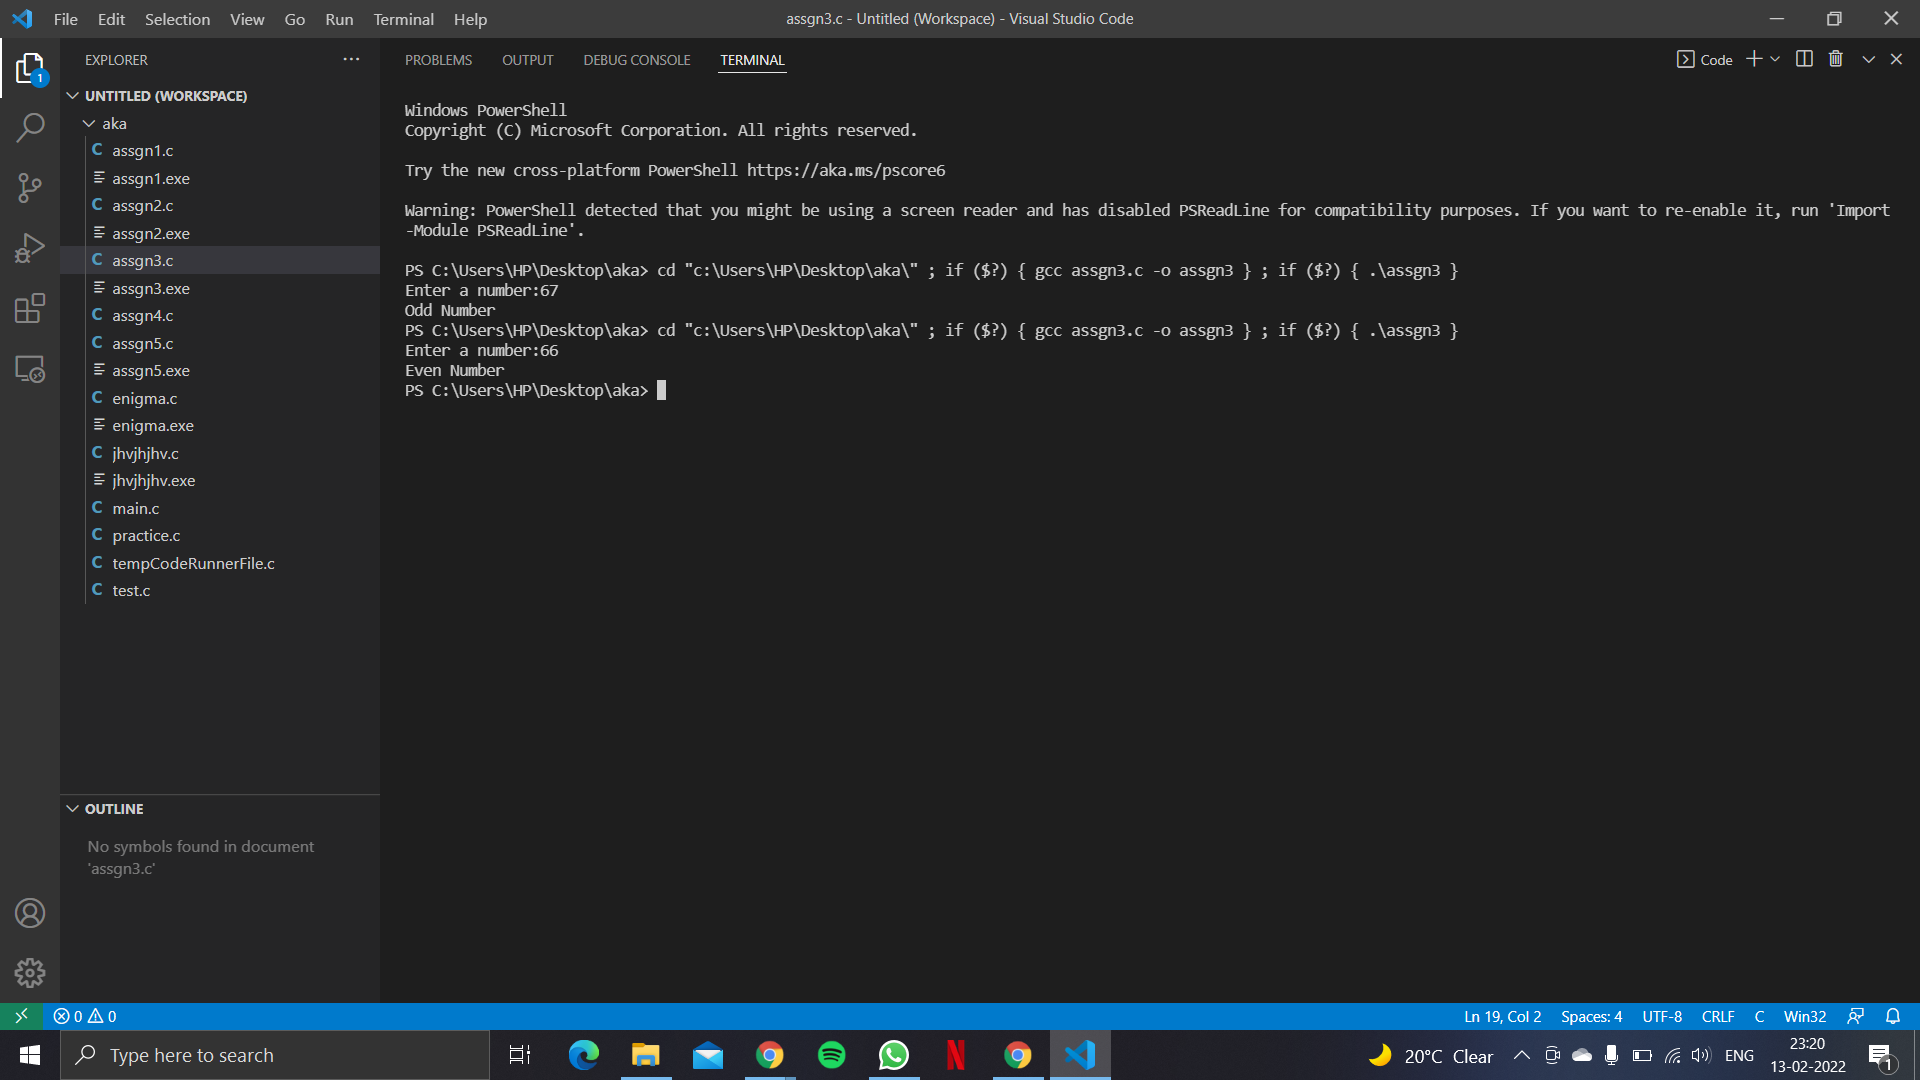 File Edit Selection View Go Run Terminal Help
assgn3.c - Untitled (Workspace) - Visual Studio Code
EXPLORER
1
UNTITLED (WORKSPACE)
aka
C assgn1.c
assgn1.exe
C assgn2.c
assgn2.exe
C assgn3.c
assgn3.exe
C assgn4.c
C assgn5.c
assgn5.exe
C enigma.c
enigma.exe
C jhvjhjhv.c
jhvjhjhv.exe
C main.c
C practice.c
C tempCodeRunnerFile.c
C test.c
OUTLINE
No symbols found in document
'assgn3.c'
PROBLEMS OUTPUT DEBUG CONSOLE TERMINAL
Code
Windows PowerShell
Copyright (C) Microsoft Corporation. All rights reserved.
Try the new cross-platform PowerShell https://aka.ms/pscore6
Warning: PowerShell detected that you might be using a screen reader and has disabled PSReadLine for compatibility purposes. If you want to re-enable it, run 'Import
-Module PSReadLine'.
PS C:\Users\HP\Desktop\aka> cd "c:\Users\HP\Desktop\aka\" ; if ($?) { gcc assgn3.c -o assgn3 } ; if ($?) { .\assgn3 }
Enter a number:67
Odd Number
PS C:\Users\HP\Desktop\aka> cd "c:\Users\HP\Desktop\aka\" ; if ($?) { gcc assgn3.c -o assgn3 } ; if ($?) { .\assgn3 }
Enter a number:66
Even Number
PS C:\Users\HP\Desktop\aka>
0 0
Ln 19, Col 2 Spaces: 4 UTF-8 CRLF C Win32
Type here to search
20°C Clear
ENG
23:20
13-02-2022
1